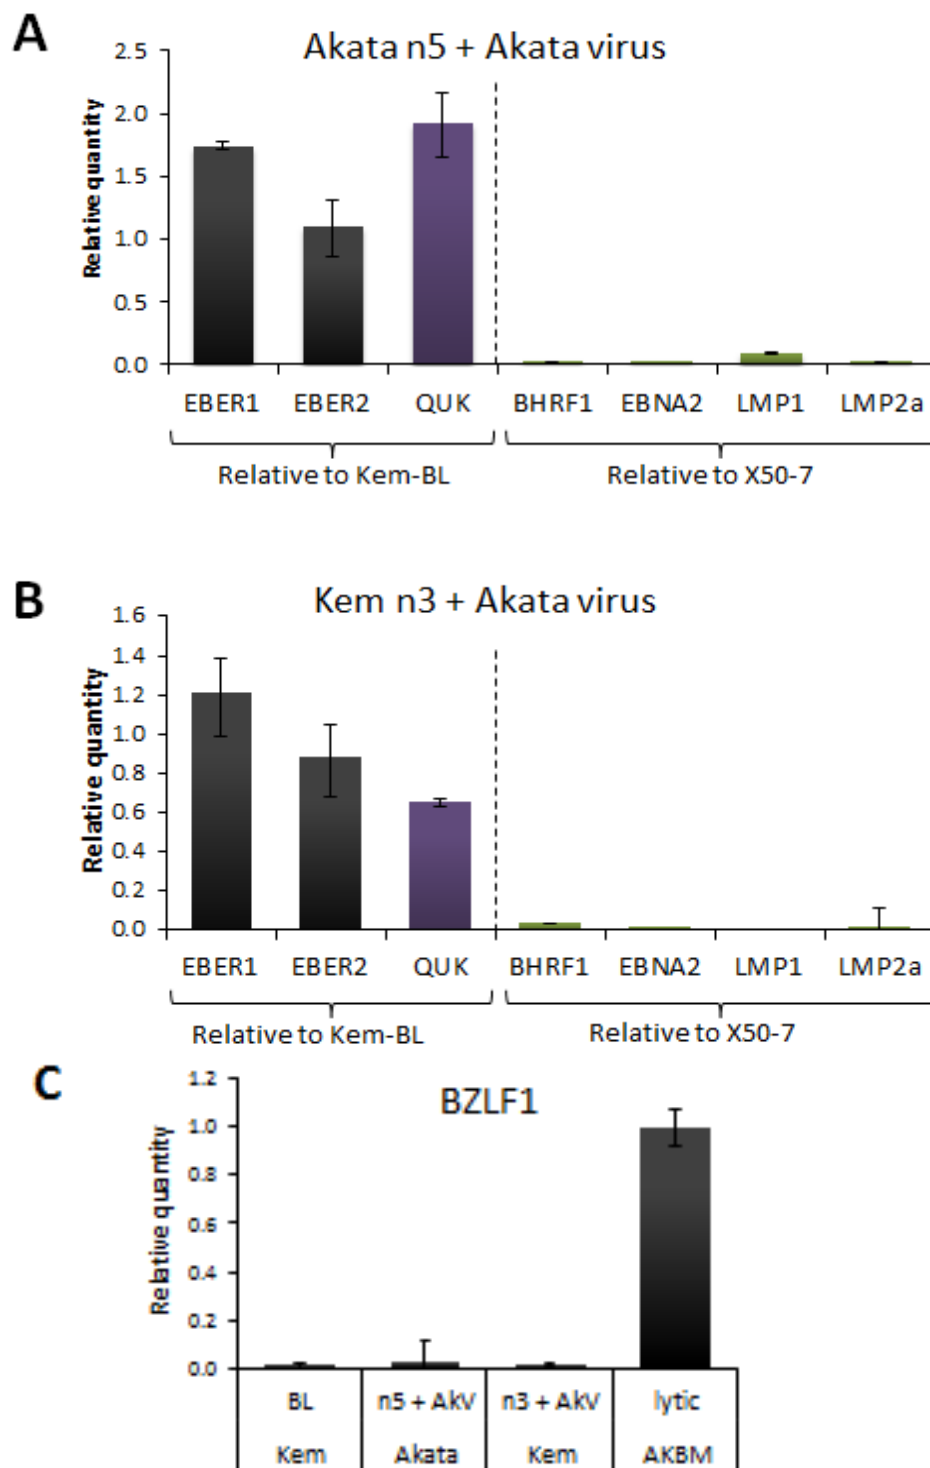 A
Akata n5 + Akata virus
Relative quantity
2.5
2.0
1.5
1.0
0.5
0.0
EBER1 EBER2 QUK BHRF1 EBNA2 LMP1 LMP2a
Relative to Kem-BL Relative to X50-7
B
Kem n3 + Akata virus
Relative quantity
1.6
1.4
1.2
1.0
0.8
0.6
0.4
0.2
0.0
EBER1 EBER2 QUK BHRF1 EBNA2 LMP1 LMP2a
Relative to Kem-BL Relative to X50-7
C
BZLF1
Relative quantity
1.2
1.0
0.8
0.6
0.4
0.2
0.0
BL n5 + AkV n3 + AkV lytic
Kem Akata Kem AKBM